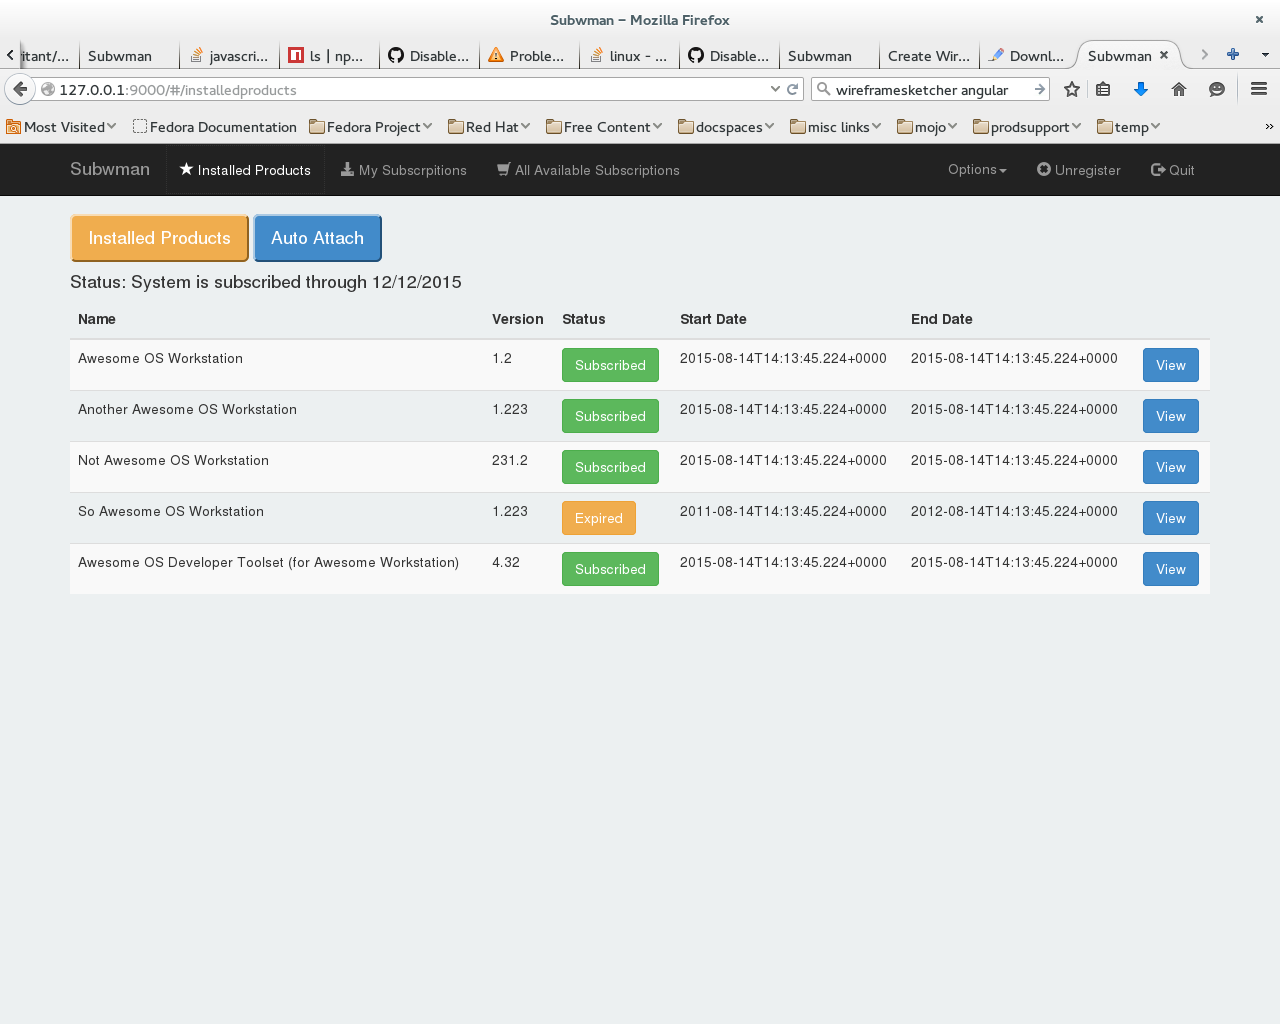 Subwman - Mozilla Firefox
itant/... Subwman javascri... ls | np... Disable... Proble... linux - ... Disable... Subwman Create Wir... Downl... Subwman
127.0.0.1:9000/#/installedproducts wireframesketcher angular
Most Visited Fedora Documentation Fedora Project Red Hat Free Content docspaces misc links mojo prodsupport temp »
Subwman Installed Products My Subscrpitions All Available Subscriptions Options Unregister Quit
Installed Products Auto Attach
Status: System is subscribed through 12/12/2015
Name Version Status Start Date End Date
Awesome OS Workstation 1.2 Subscribed 2015-08-14T14:13:45.224+0000 2015-08-14T14:13:45.224+0000 View
Another Awesome OS Workstation 1.223 Subscribed 2015-08-14T14:13:45.224+0000 2015-08-14T14:13:45.224+0000 View
Not Awesome OS Workstation 231.2 Subscribed 2015-08-14T14:13:45.224+0000 2015-08-14T14:13:45.224+0000 View
So Awesome OS Workstation 1.223 Expired 2011-08-14T14:13:45.224+0000 2012-08-14T14:13:45.224+0000 View
Awesome OS Developer Toolset (for Awesome Workstation) 4.32 Subscribed 2015-08-14T14:13:45.224+0000 2015-08-14T14:13:45.224+0000 View